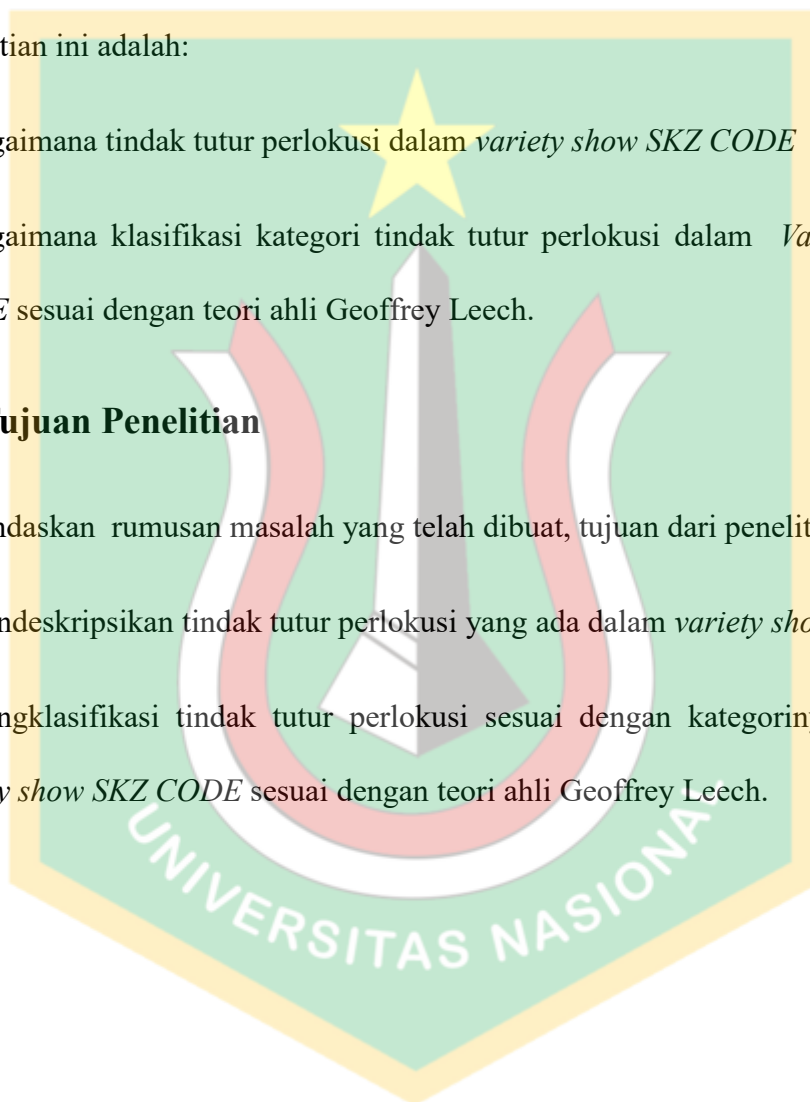 tian ini adalah:
gaimana tindak tutur perlokusi dalam variety show SKZ CODE
gaimana klasifikasi kategori tindak tutur perlokusi dalam Va
E sesuai dengan teori ahli Geoffrey Leech.
ujuan Penelitian
ndaskan rumusan masalah yang telah dibuat, tujuan dari penelit
ndeskripsikan tindak tutur perlokusi yang ada dalam variety sho
ngklasifikasi tindak tutur perlokusi sesuai dengan kategoriny
y show SKZ CODE sesuai dengan teori ahli Geoffrey Leech.
UNIVERSITAS NASIONAL